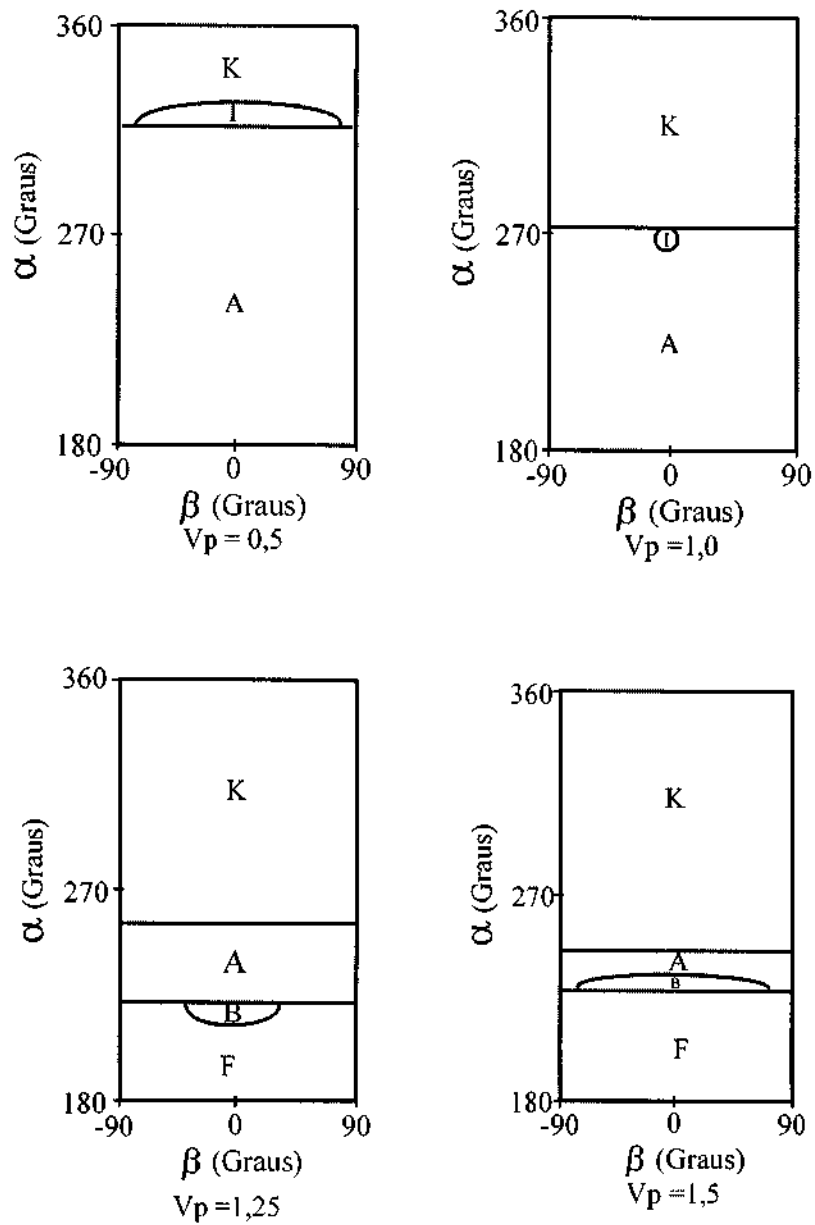 360
K
I
α (Graus)
270
A
180
-90 0 90
β (Graus)
Vp = 0,5
360
K
α (Graus)
270
I
A
180
-90 0 90
β (Graus)
Vp =1,0
360
K
α (Graus)
270
A
B
F
180
-90 0 90
β (Graus)
Vp =1,25
360
K
α (Graus)
270
A
B
F
180
-90 0 90
β (Graus)
Vp =1,5